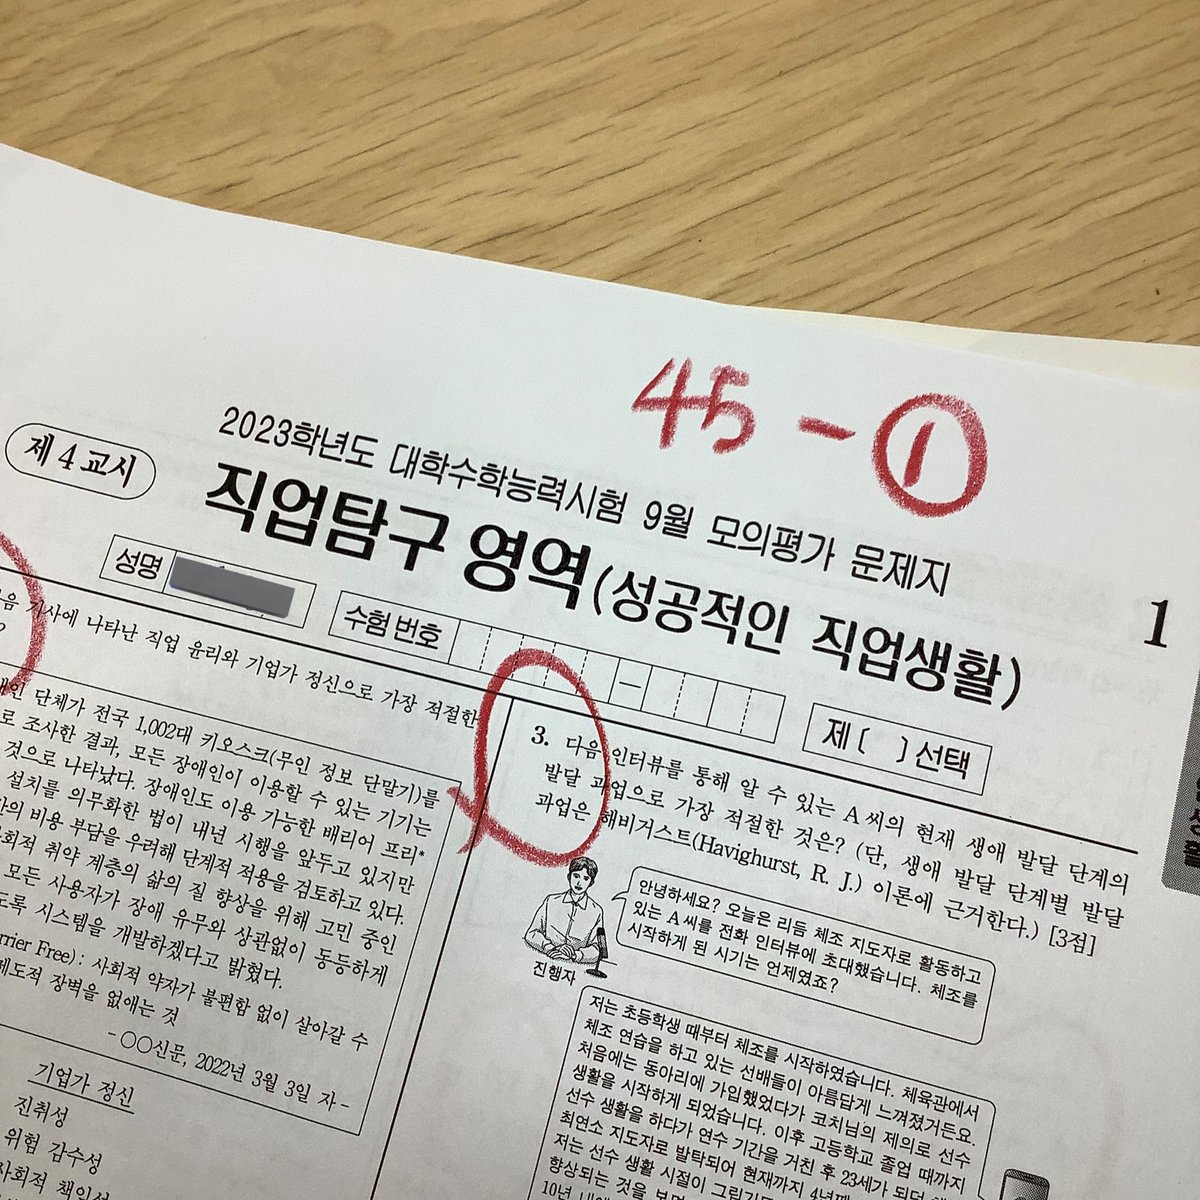 45 - ①
2023학년도 대학수학능력시험 9월 모의평가 문제지
제 4 교시
직업탐구 영역(성공적인 직업생활)
1
성명
수험 번호
－
제 [ ] 선택
기사에 나타난 직업 윤리와 기업가 정신으로 가장 적절한
?
단체가 전국 1,002대 키오스크(무인 정보 단말기)를
로 조사한 결과, 모든 장애인이 이용할 수 있는 기기는
것으로 나타났다. 장애인도 이용 가능한 배리어 프리*
설치를 의무화한 법이 내년 시행을 앞두고 있지만
비용 부담을 우려해 단계적 적용을 검토하고 있다.
취약 계층의 삶의 질 향상을 위해 고민 중인
모든 사용자가 장애 유무와 상관없이 동등하게
시스템을 개발하겠다고 밝혔다.
Free) : 사회적 약자가 불편함 없이 살아갈 수
장벽을 없애는 것
- ○○신문, 2022년 3월 3일 자 -
기업가 정신
진취성
위험 감수성
3. 다음 인터뷰를 통해 알 수 있는 A 씨의 현재 생애 발달 단계의
발달 과업으로 가장 적절한 것은? (단, 생애 발달 단계별 발달
과업은 해비거스트(Havighurst, R. J.) 이론에 근거한다.) [3점]
안녕하세요? 오늘은 리듬 체조 지도자로 활동하고
있는 A 씨를 전화 인터뷰에 초대했습니다. 체조를
시작하게 된 시기는 언제였죠?
진행자
저는 초등학생 때부터 체조를 시작하였습니다. 체육관에서
체조 연습을 하고 있는 선배들이 아름답게 느껴졌거든요.
처음에는 동아리에 가입했었다가 코치님의 제의로 선수
생활을 시작하게 되었습니다. 이후 고등학교 졸업 때까지
선수 생활을 하다가 연수 기간을 거친 후 23세가 되던
최연소 지도자로 발탁되어 현재까지 4년째
저는 선수 생활 시절이
향상되는 것을
10년